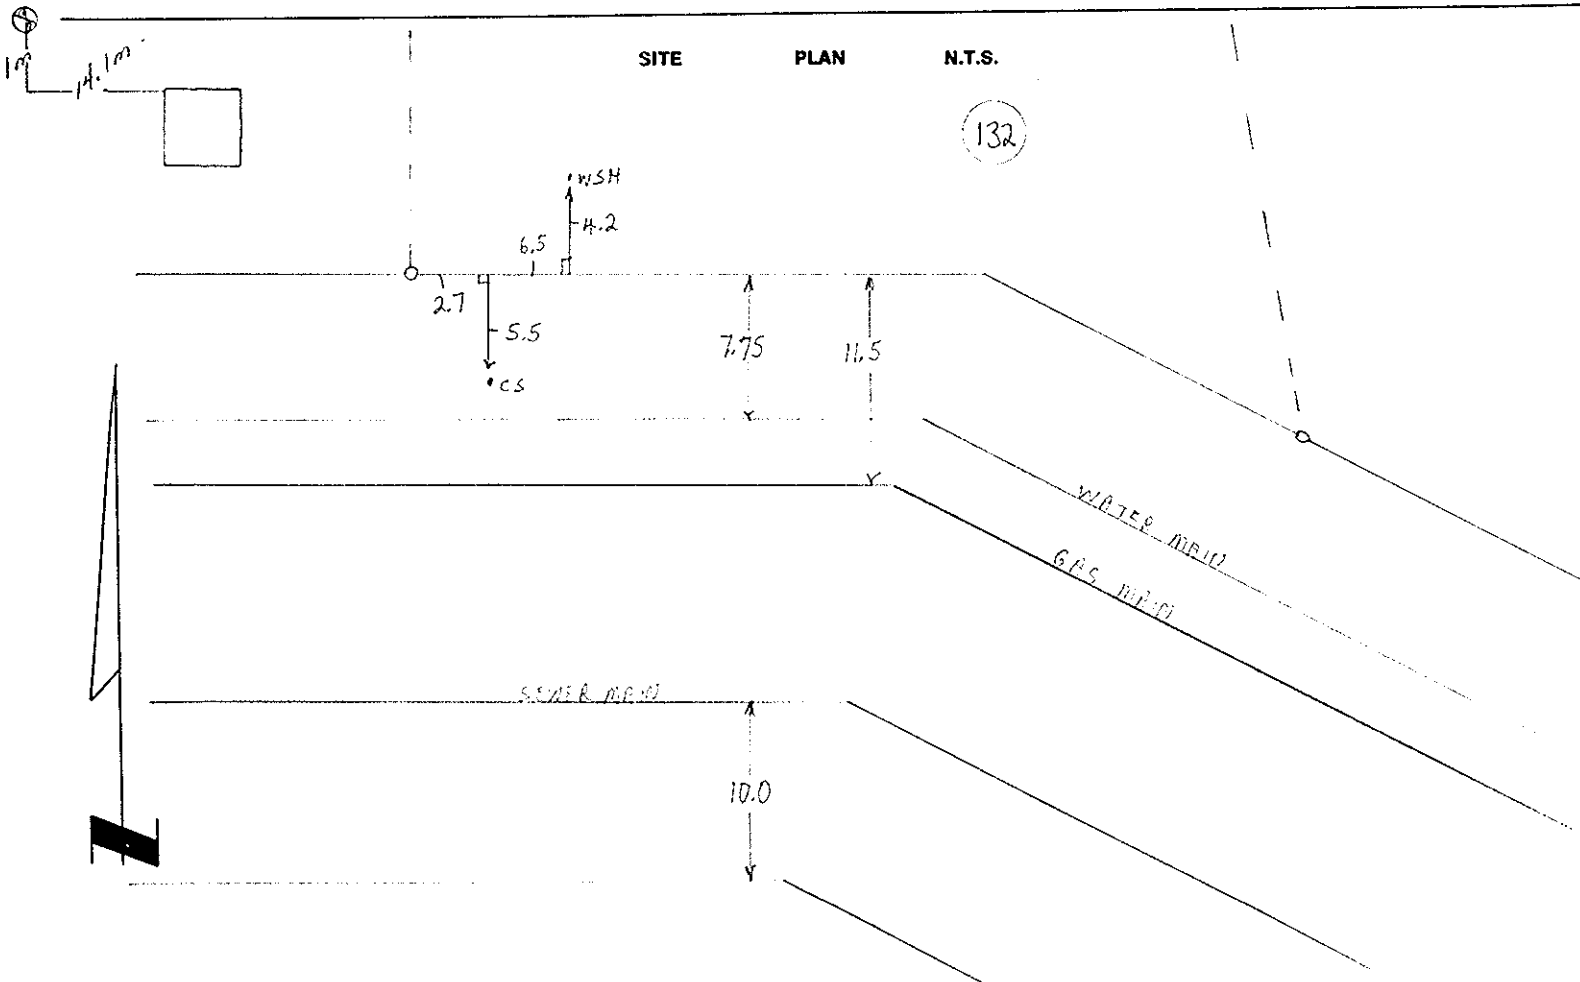 SITE PLAN N.T.S.
1m
14.1m
132
WSH
4.2
6.5
2.7
5.5
CS
7.75
11.5
WATER MAIN
GAS MAIN
SEWER MAIN
10.0